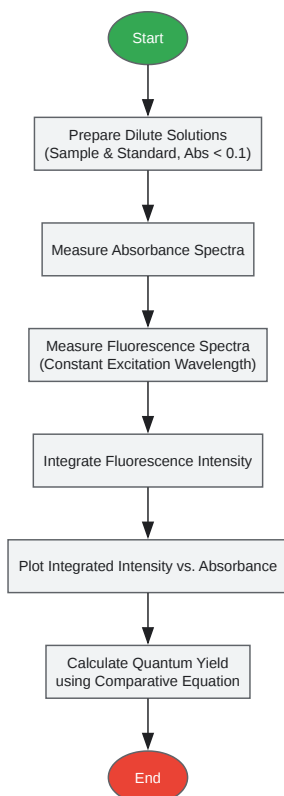 Start
Prepare Dilute Solutions
(Sample & Standard, Abs < 0.1)
Measure Absorbance Spectra
Measure Fluorescence Spectra
(Constant Excitation Wavelength)
Integrate Fluorescence Intensity
Plot Integrated Intensity vs. Absorbance
Calculate Quantum Yield
using Comparative Equation
End